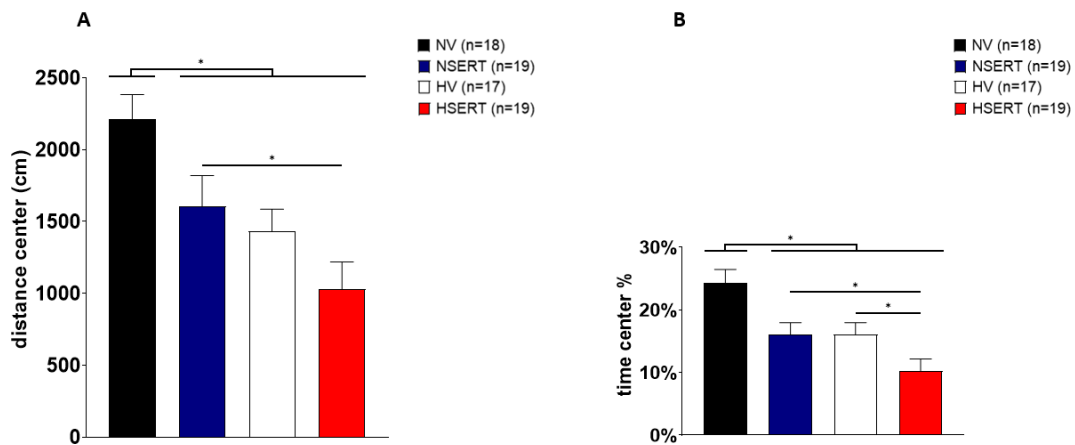 A
NV (n=18)
NSERT (n=19)
HV (n=17)
HSERT (n=19)
distance center (cm)
2500
2000
1500
1000
500
0
*
*
B
NV (n=18)
NSERT (n=19)
HV (n=17)
HSERT (n=19)
time center %
30%
20%
10%
0%
*
*
*